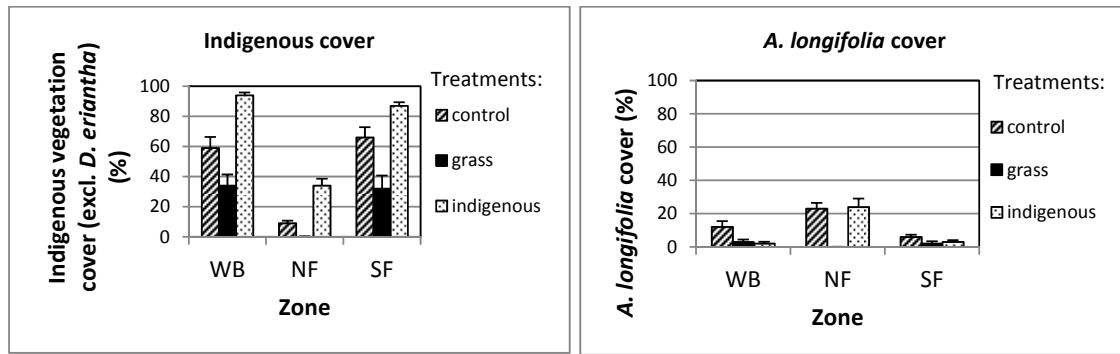 Indigenous cover
Indigenous vegetation
cover (excl. D. eriantha)
(%)
100
80
60
40
20
0
WB NF SF
Zone
Treatments:
control
grass
indigenous
A. longifolia cover
A. longifolia cover (%)
100
80
60
40
20
0
WB NF SF
Zone
Treatments:
control
grass
indigenous